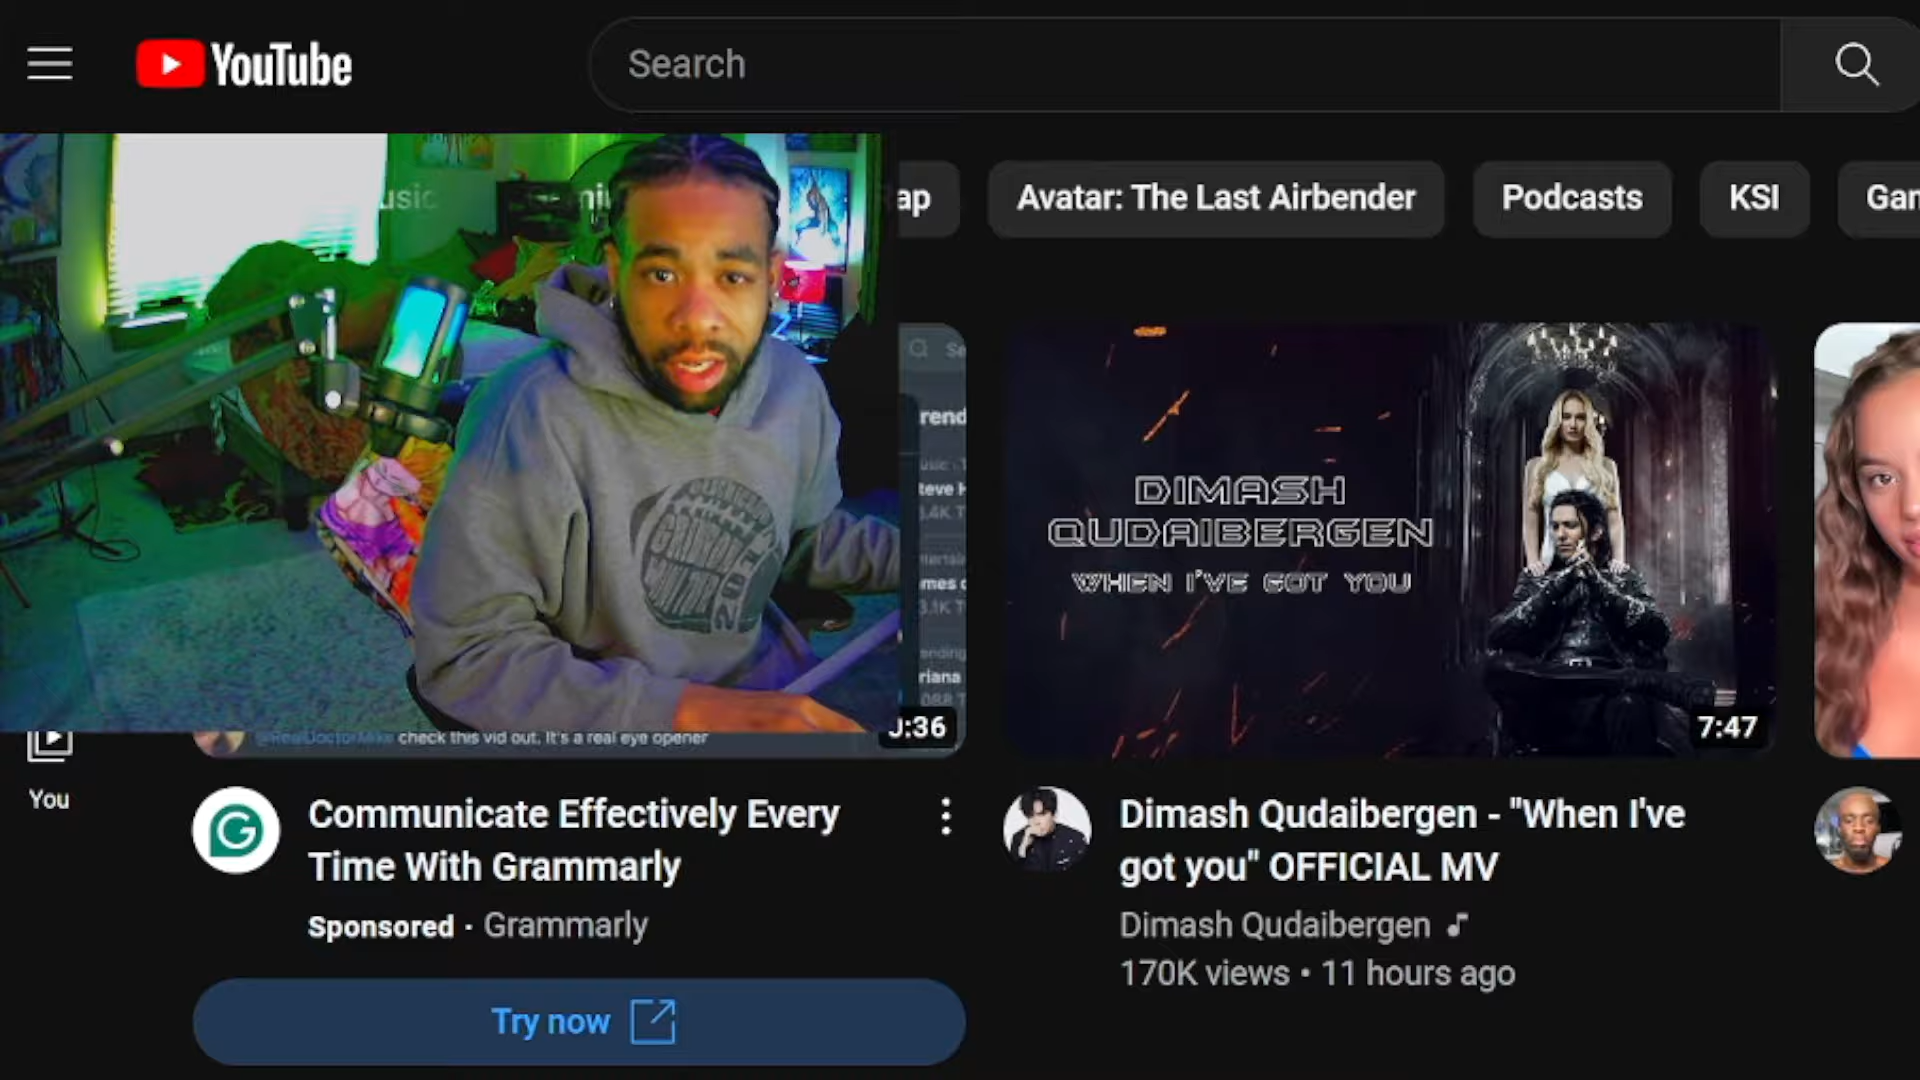 YouTube
Search
Avatar: The Last Airbender
Podcasts
KSI
DIMASH
QUDAIBERGEN
WHEN I'VE GOT YOU
7:47
@RealDoctorMike check this vid out. It's a real eye opener
You
Communicate Effectively Every
Time With Grammarly
Sponsored · Grammarly
Try now
Dimash Qudaibergen - "When I've
got you" OFFICIAL MV
Dimash Qudaibergen
170K views • 11 hours ago